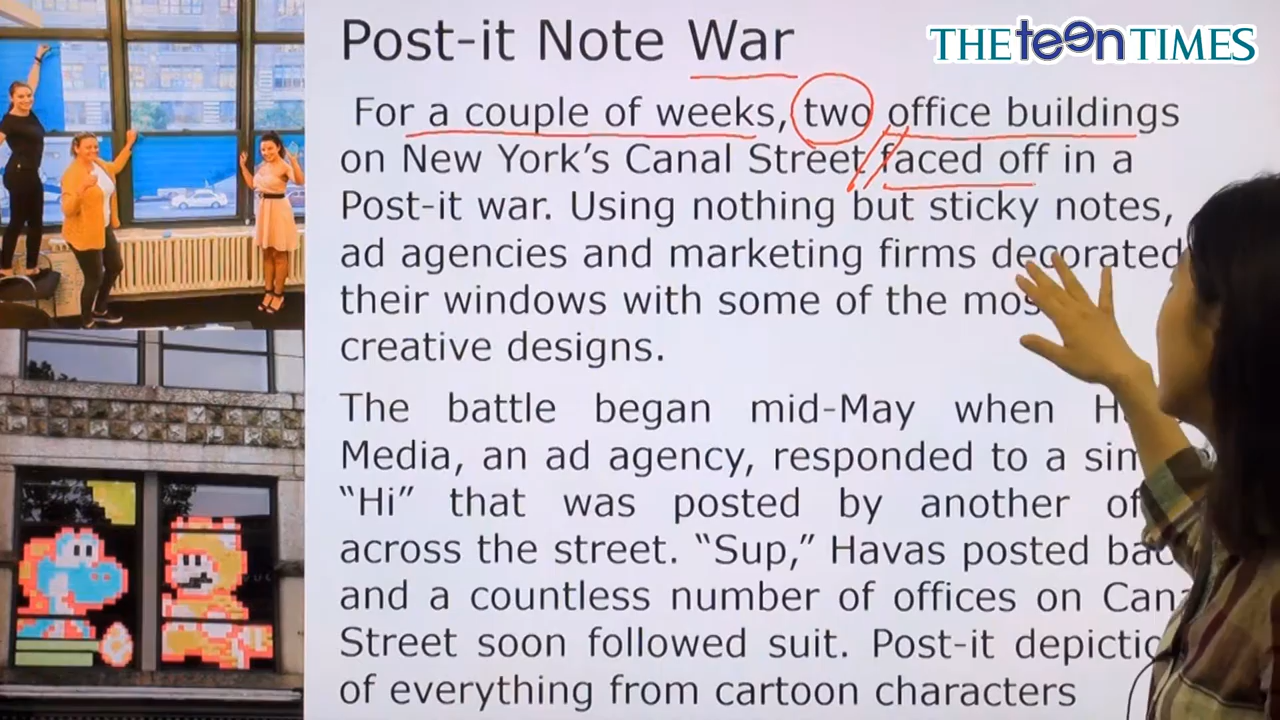 Post-it Note War
THE teen TIMES
For a couple of weeks, two office buildings
on New York's Canal Street faced off in a
Post-it war. Using nothing but sticky notes,
ad agencies and marketing firms decorated
their windows with some of the
creative designs.
The battle began mid-May when
Media, an ad agency, responded to a
“Hi” that was posted by another
across the street. “Sup,” Havas posted
and a countless number of offices on
Street soon followed suit. Post-it
of everything from cartoon characters